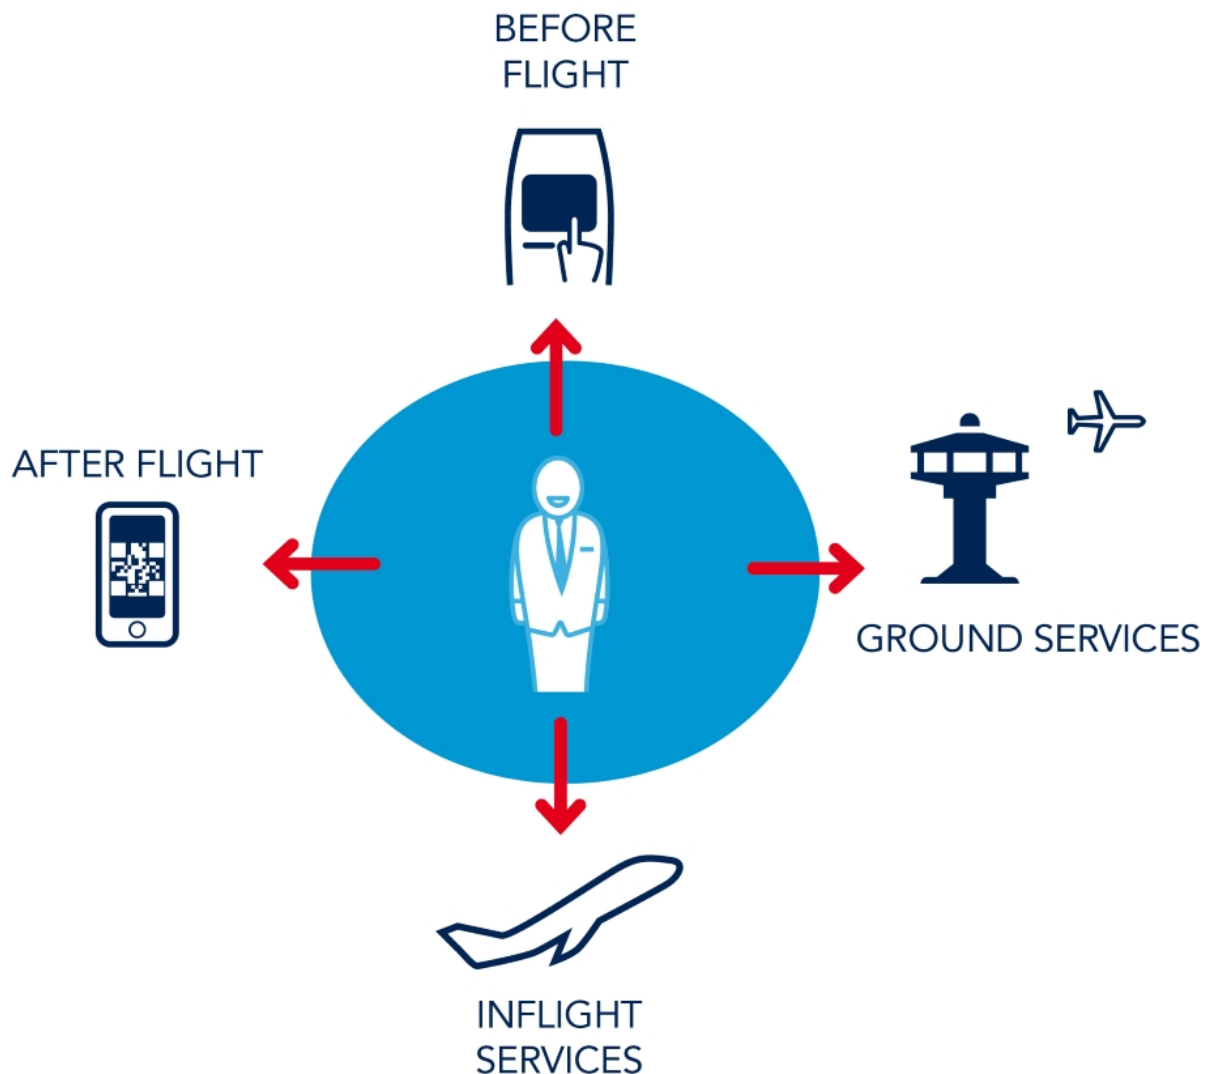 BEFORE
FLIGHT
AFTER FLIGHT
GROUND SERVICES
INFLIGHT
SERVICES